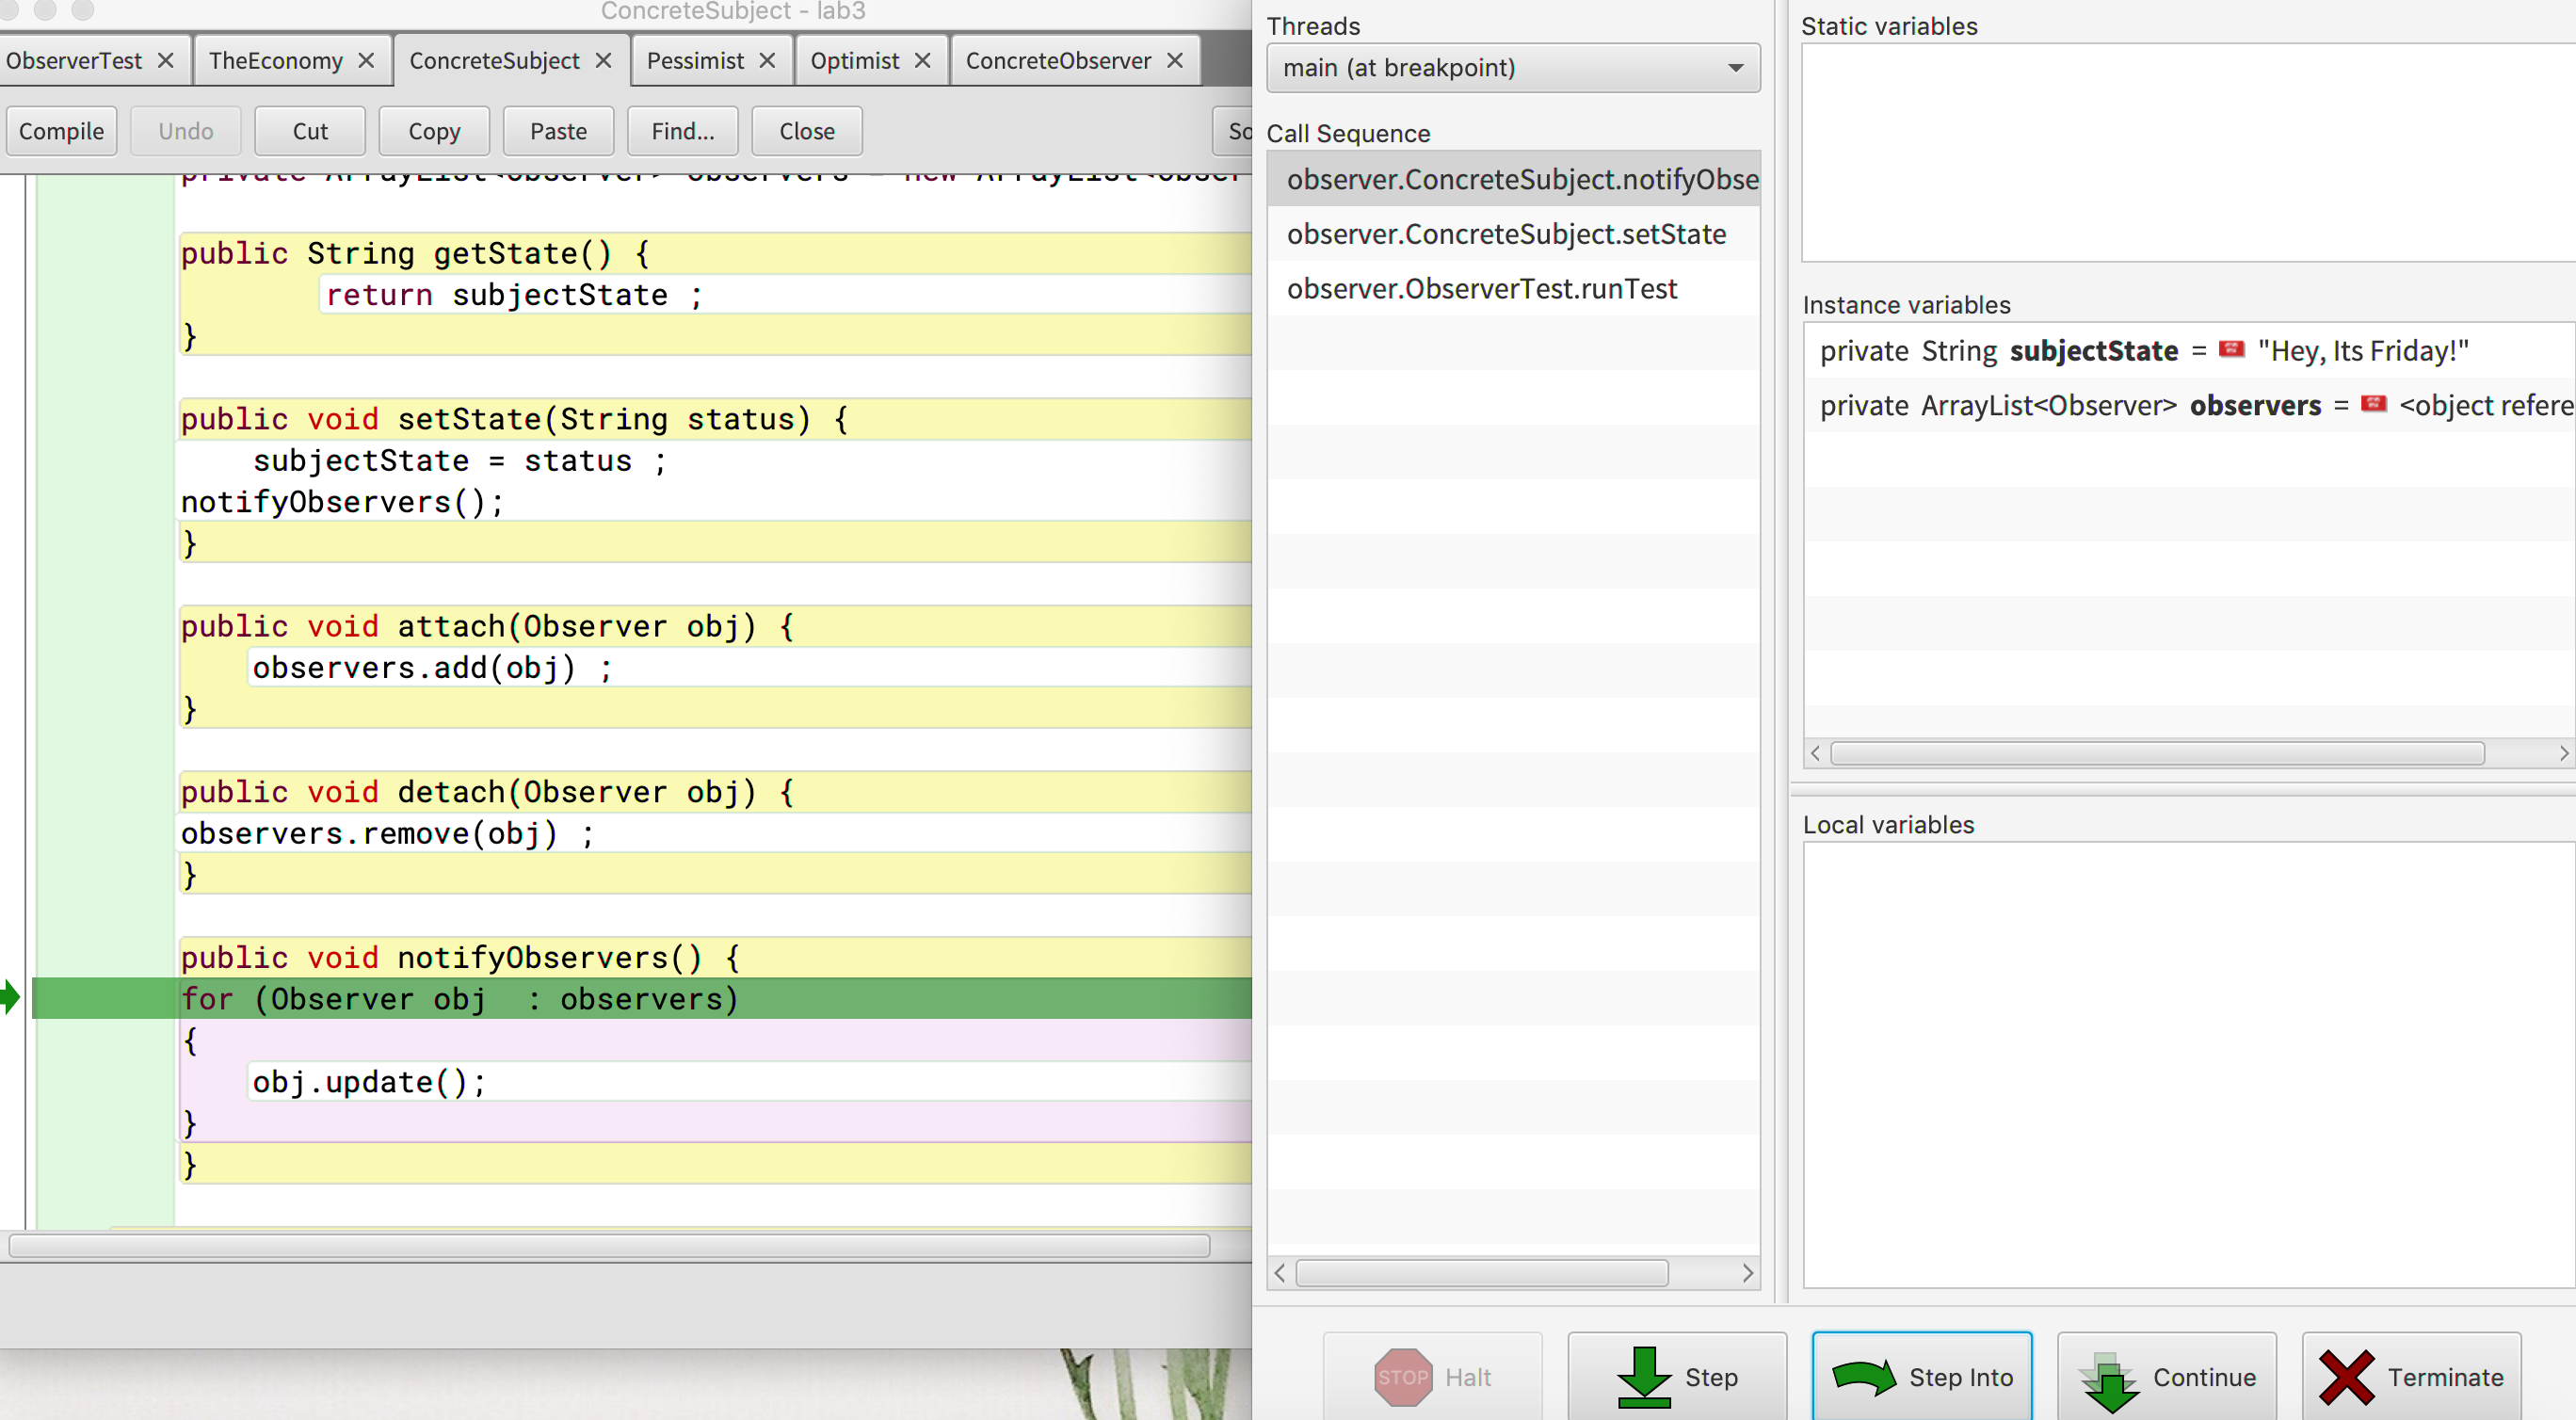 ConcreteSubject - lab3
ObserverTest
TheEconomy
ConcreteSubject
Pessimist
Optimist
ConcreteObserver
Compile
Undo
Cut
Copy
Paste
Find...
Close
So
private ArrayList<Observer> observers = new ArrayList<Obser
public String getState() {
return subjectState ;
}
public void setState(String status) {
subjectState = status ;
notifyObservers();
}
public void attach(Observer obj) {
observers.add(obj) ;
}
public void detach(Observer obj) {
observers.remove(obj) ;
}
public void notifyObservers() {
for (Observer obj  : observers)
{
obj.update();
}
}
Threads
main (at breakpoint)
Call Sequence
observer.ConcreteSubject.notifyObse
observer.ConcreteSubject.setState
observer.ObserverTest.runTest
Static variables
Instance variables
private String subjectState = "Hey, Its Friday!"
private ArrayList<Observer> observers = <object refere
Local variables
STOP Halt
Step
Step Into
Continue
Terminate